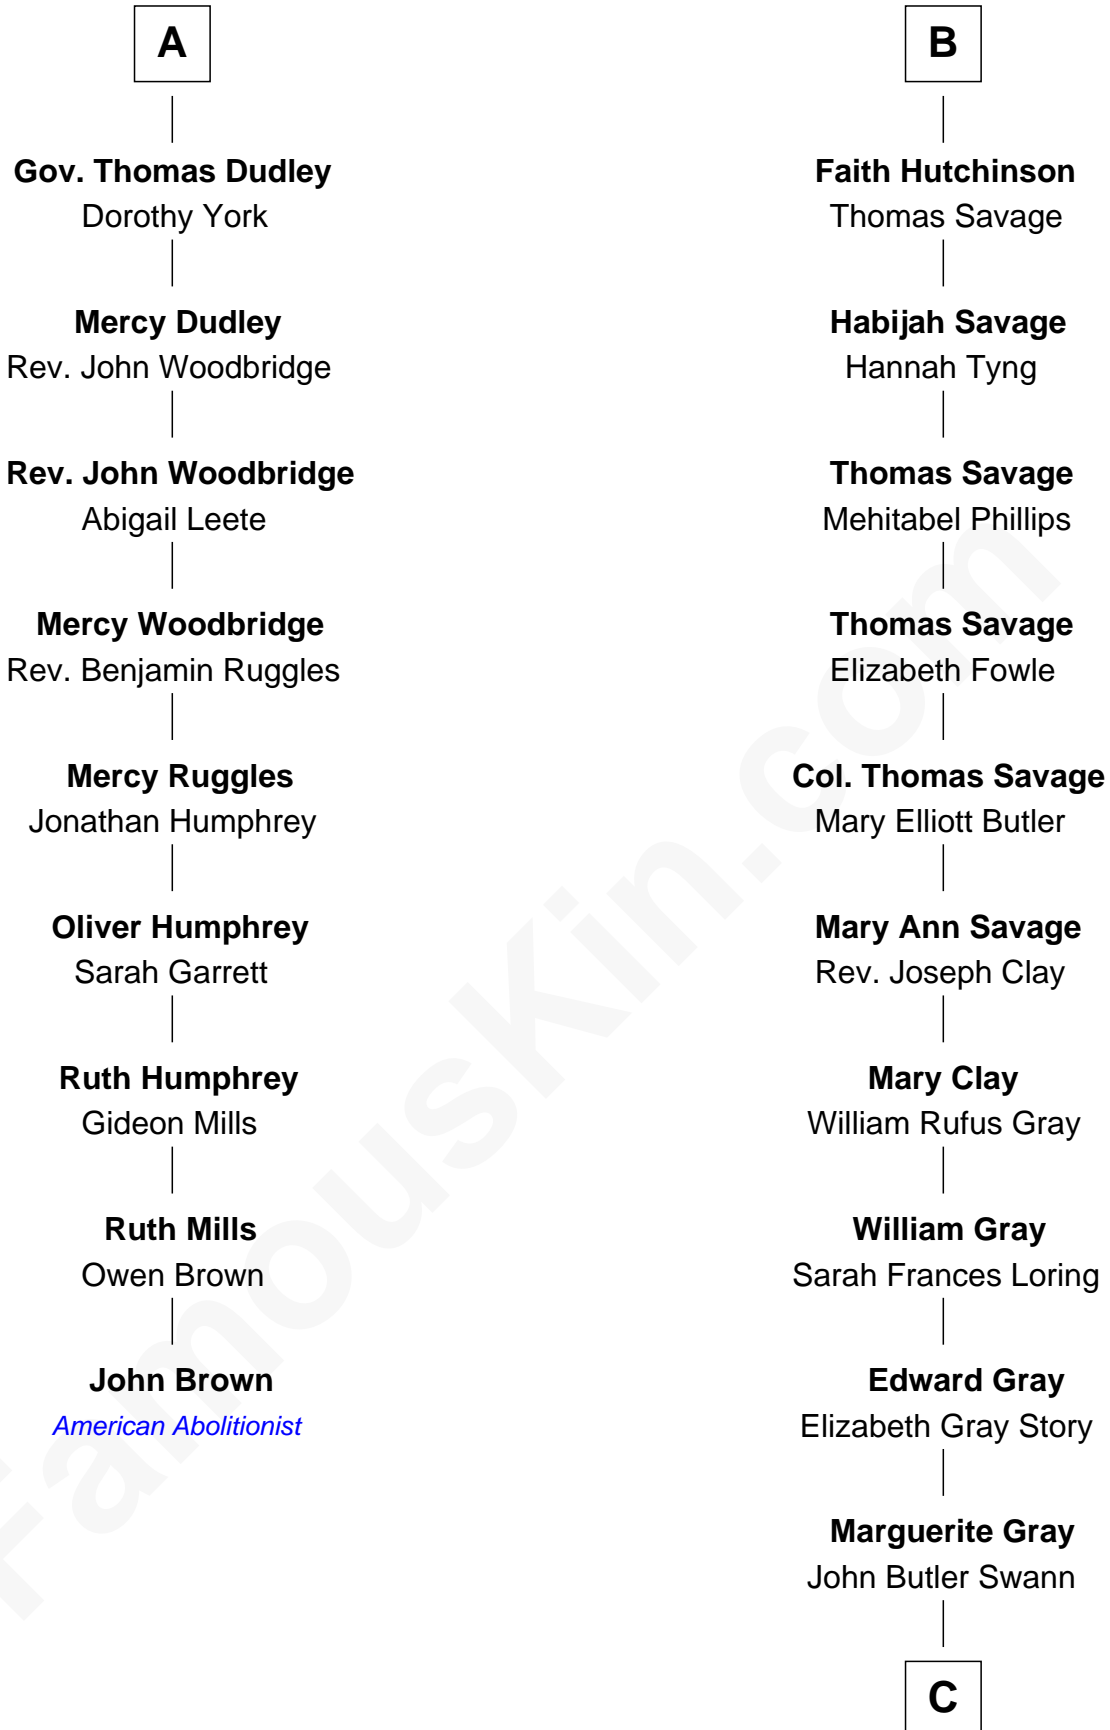 A
Gov. Thomas Dudley
Dorothy York
Mercy Dudley
Rev. John Woodbridge
Rev. John Woodbridge
Abigail Leete
Mercy Woodbridge
Rev. Benjamin Ruggles
Mercy Ruggles
Jonathan Humphrey
Oliver Humphrey
Sarah Garrett
Ruth Humphrey
Gideon Mills
Ruth Mills
Owen Brown
John Brown
American Abolitionist
B
Faith Hutchinson
Thomas Savage
Habijah Savage
Hannah Tyng
Thomas Savage
Mehitabel Phillips
Thomas Savage
Elizabeth Fowle
Col. Thomas Savage
Mary Elliott Butler
Mary Ann Savage
Rev. Joseph Clay
Mary Clay
William Rufus Gray
William Gray
Sarah Frances Loring
Edward Gray
Elizabeth Gray Story
Marguerite Gray
John Butler Swann
C
FamousKin.com